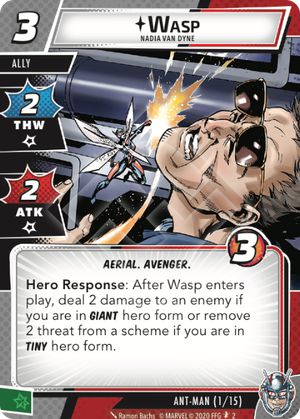 3
Wasp
NADIA VAN DYNE
ALLY
2
THW
2
ATK
3
AERIAL. AVENGER.
Hero Response: After Wasp enters
play, deal 2 damage to an enemy if
you are in GIANT hero form or remove
2 threat from a scheme if you are in
TINY hero form.
ANT-MAN (1/15)
Ramon Bachs © MARVEL © 2020 FFG 2